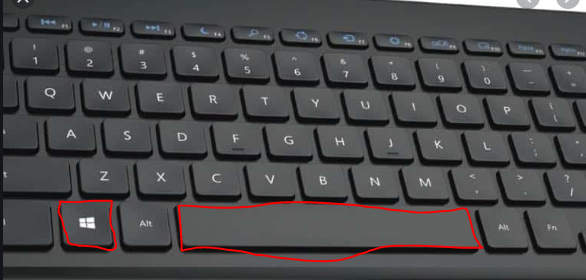 ! @ # $ % ^ & * ( ) _ +
1 2 3 4 5 6 7 8 9 0 - =
Q W E R T Y U I O P {
A S D F G H J K L : "
Z X C V B N M < > ?
, . /
Alt Alt Fn